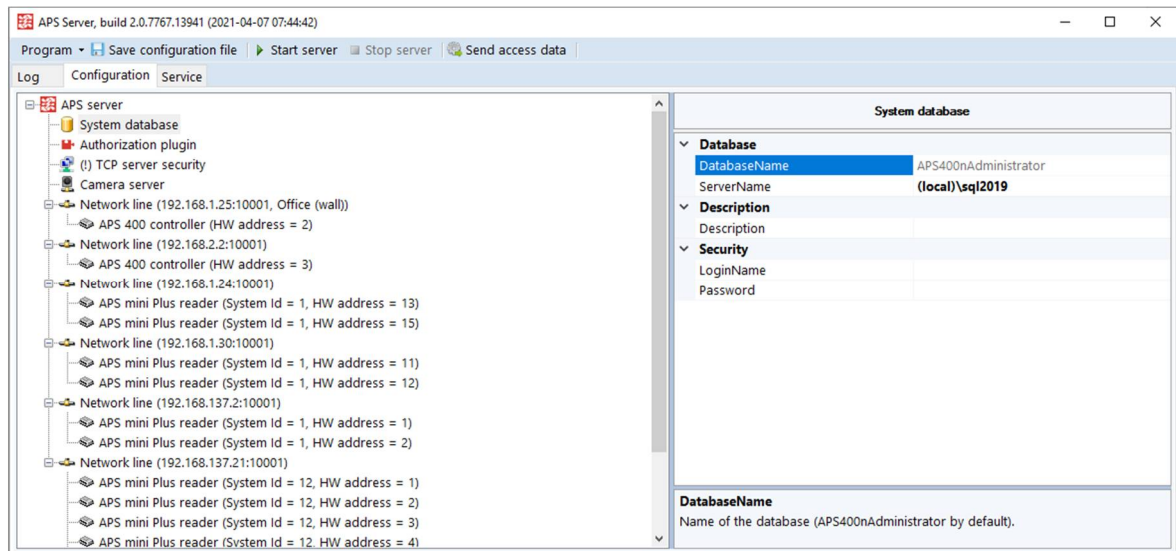 APS Server, build 2.0.7767.13941 (2021-04-07 07:44:42)
Program Save configuration file Start server Stop server Send access data
Log Configuration Service
APS server
System database
Authorization plugin
(!) TCP server security
Camera server
Network line (192.168.1.25:10001, Office (wall))
APS 400 controller (HW address = 2)
Network line (192.168.2.2:10001)
APS 400 controller (HW address = 3)
Network line (192.168.1.24:10001)
APS mini Plus reader (System Id = 1, HW address = 13)
APS mini Plus reader (System Id = 1, HW address = 15)
Network line (192.168.1.30:10001)
APS mini Plus reader (System Id = 1, HW address = 11)
APS mini Plus reader (System Id = 1, HW address = 12)
Network line (192.168.137.2:10001)
APS mini Plus reader (System Id = 1, HW address = 1)
APS mini Plus reader (System Id = 1, HW address = 2)
Network line (192.168.137.21:10001)
APS mini Plus reader (System Id = 12, HW address = 1)
APS mini Plus reader (System Id = 12, HW address = 2)
APS mini Plus reader (System Id = 12, HW address = 3)
APS mini Plus reader (System Id = 12, HW address = 4)
System database
Database
DatabaseName APS400nAdministrator
ServerName (local)\sql2019
Description
Description
Security
LoginName
Password
DatabaseName
Name of the database (APS400nAdministrator by default).